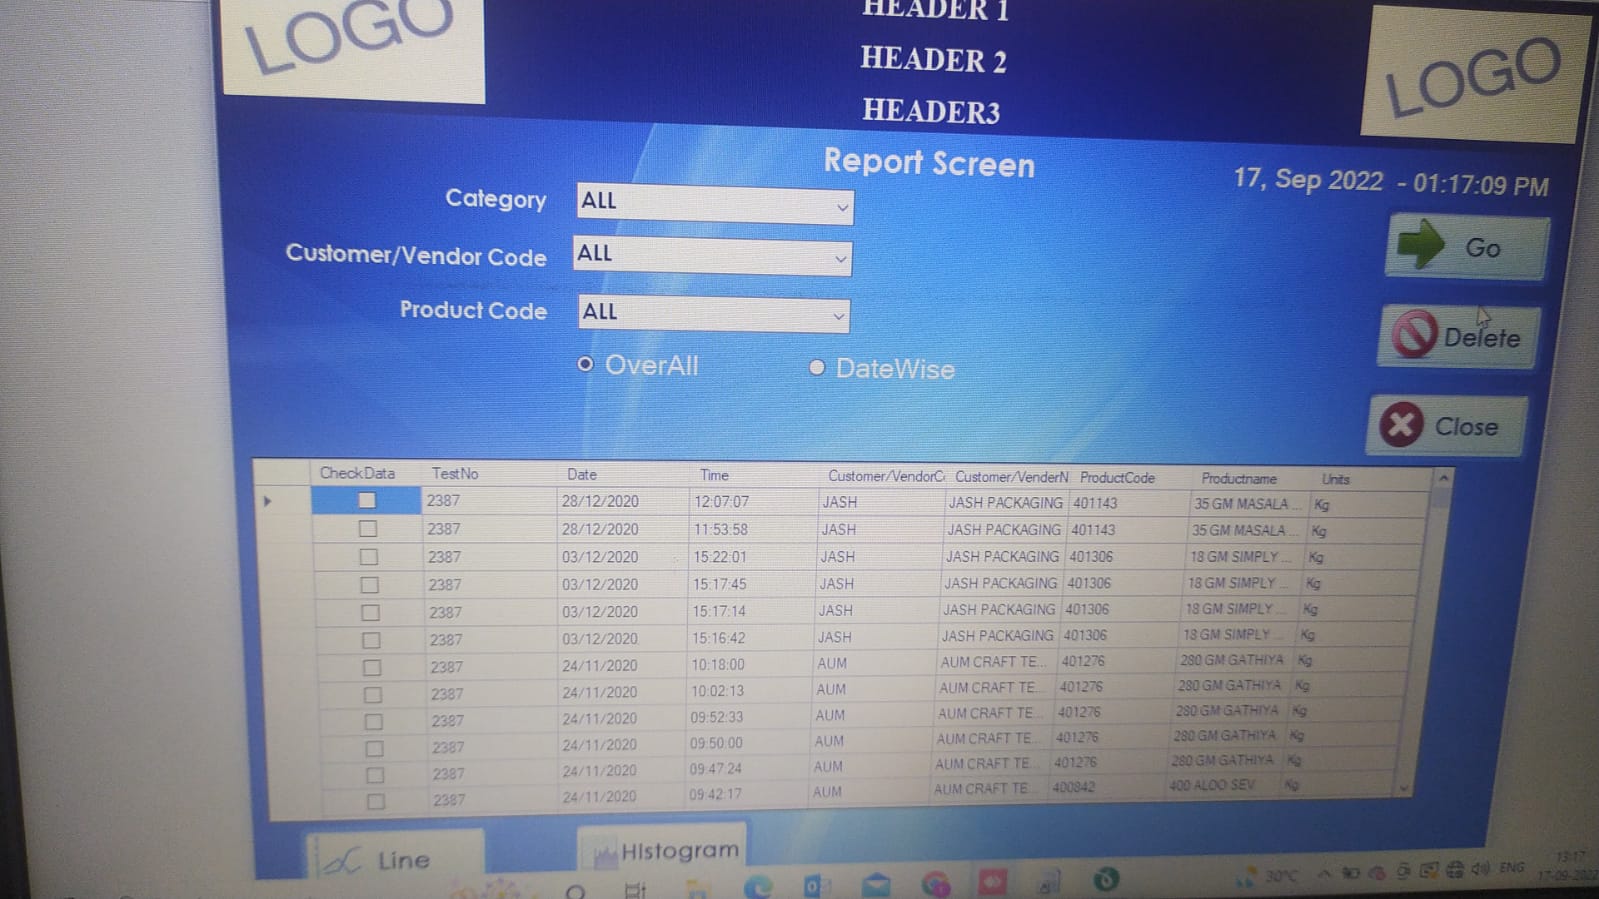 LOGO
HEADER 1
HEADER 2
HEADER3
LOGO
Report Screen
17, Sep 2022 - 01:17:09 PM
Category ALL
Customer/Vendor Code ALL
Product Code ALL
OverAll DateWise
Go
Delete
Close
CheckData TestNo Date Time Customer/VendorC Customer/VenderN ProductCode Productname Units
2387 28/12/2020 12:07:07 JASH JASH PACKAGING 401143 35 GM MASALA ... Kg
2387 28/12/2020 11:53:58 JASH JASH PACKAGING 401143 35 GM MASALA ... Kg
2387 03/12/2020 15:22:01 JASH JASH PACKAGING 401306 18 GM SIMPLY ... Kg
2387 03/12/2020 15:17:45 JASH JASH PACKAGING 401306 18 GM SIMPLY ... Kg
2387 03/12/2020 15:17:14 JASH JASH PACKAGING 401306 18 GM SIMPLY ... Kg
2387 03/12/2020 15:16:42 JASH JASH PACKAGING 401306 18 GM SIMPLY ... Kg
2387 24/11/2020 10:18:00 AUM AUM CRAFT TE... 401276 280 GM GATHIYA Kg
2387 24/11/2020 10:02:13 AUM AUM CRAFT TE... 401276 280 GM GATHIYA Kg
2387 24/11/2020 09:52:33 AUM AUM CRAFT TE... 401276 280 GM GATHIYA Kg
2387 24/11/2020 09:50:00 AUM AUM CRAFT TE... 401276 280 GM GATHIYA Kg
2387 24/11/2020 09:47:24 AUM AUM CRAFT TE... 401276 280 GM GATHIYA Kg
2387 24/11/2020 09:42:17 AUM AUM CRAFT TE... 400842 400 ALOO SEV Kg
Line HIstogram
30°C ENG 13:17
17-09-2022